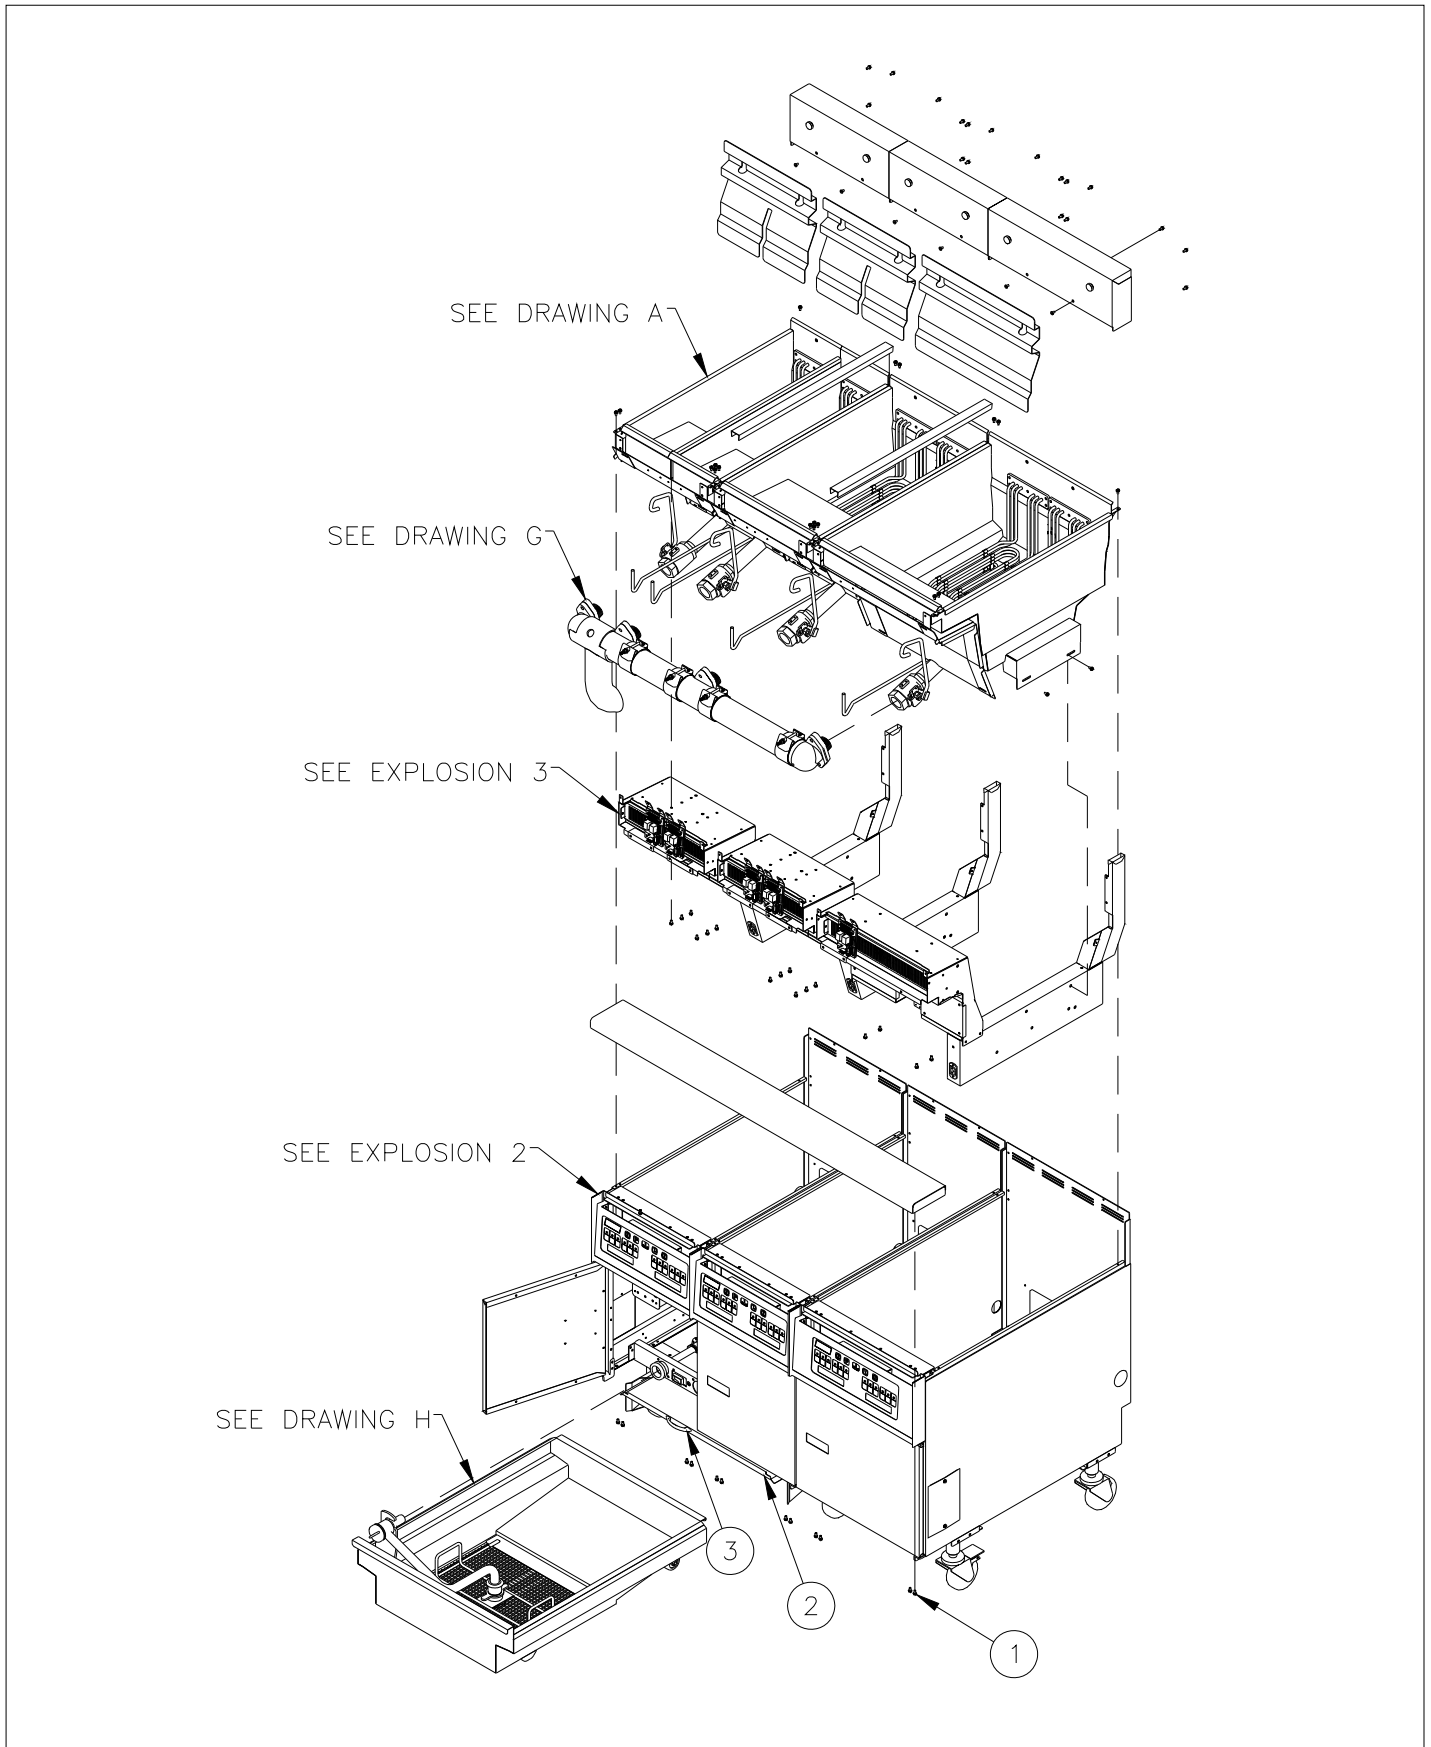 SEE DRAWING A
SEE DRAWING G
SEE EXPLOSION 3
SEE EXPLOSION 2
SEE DRAWING H
3
2
1